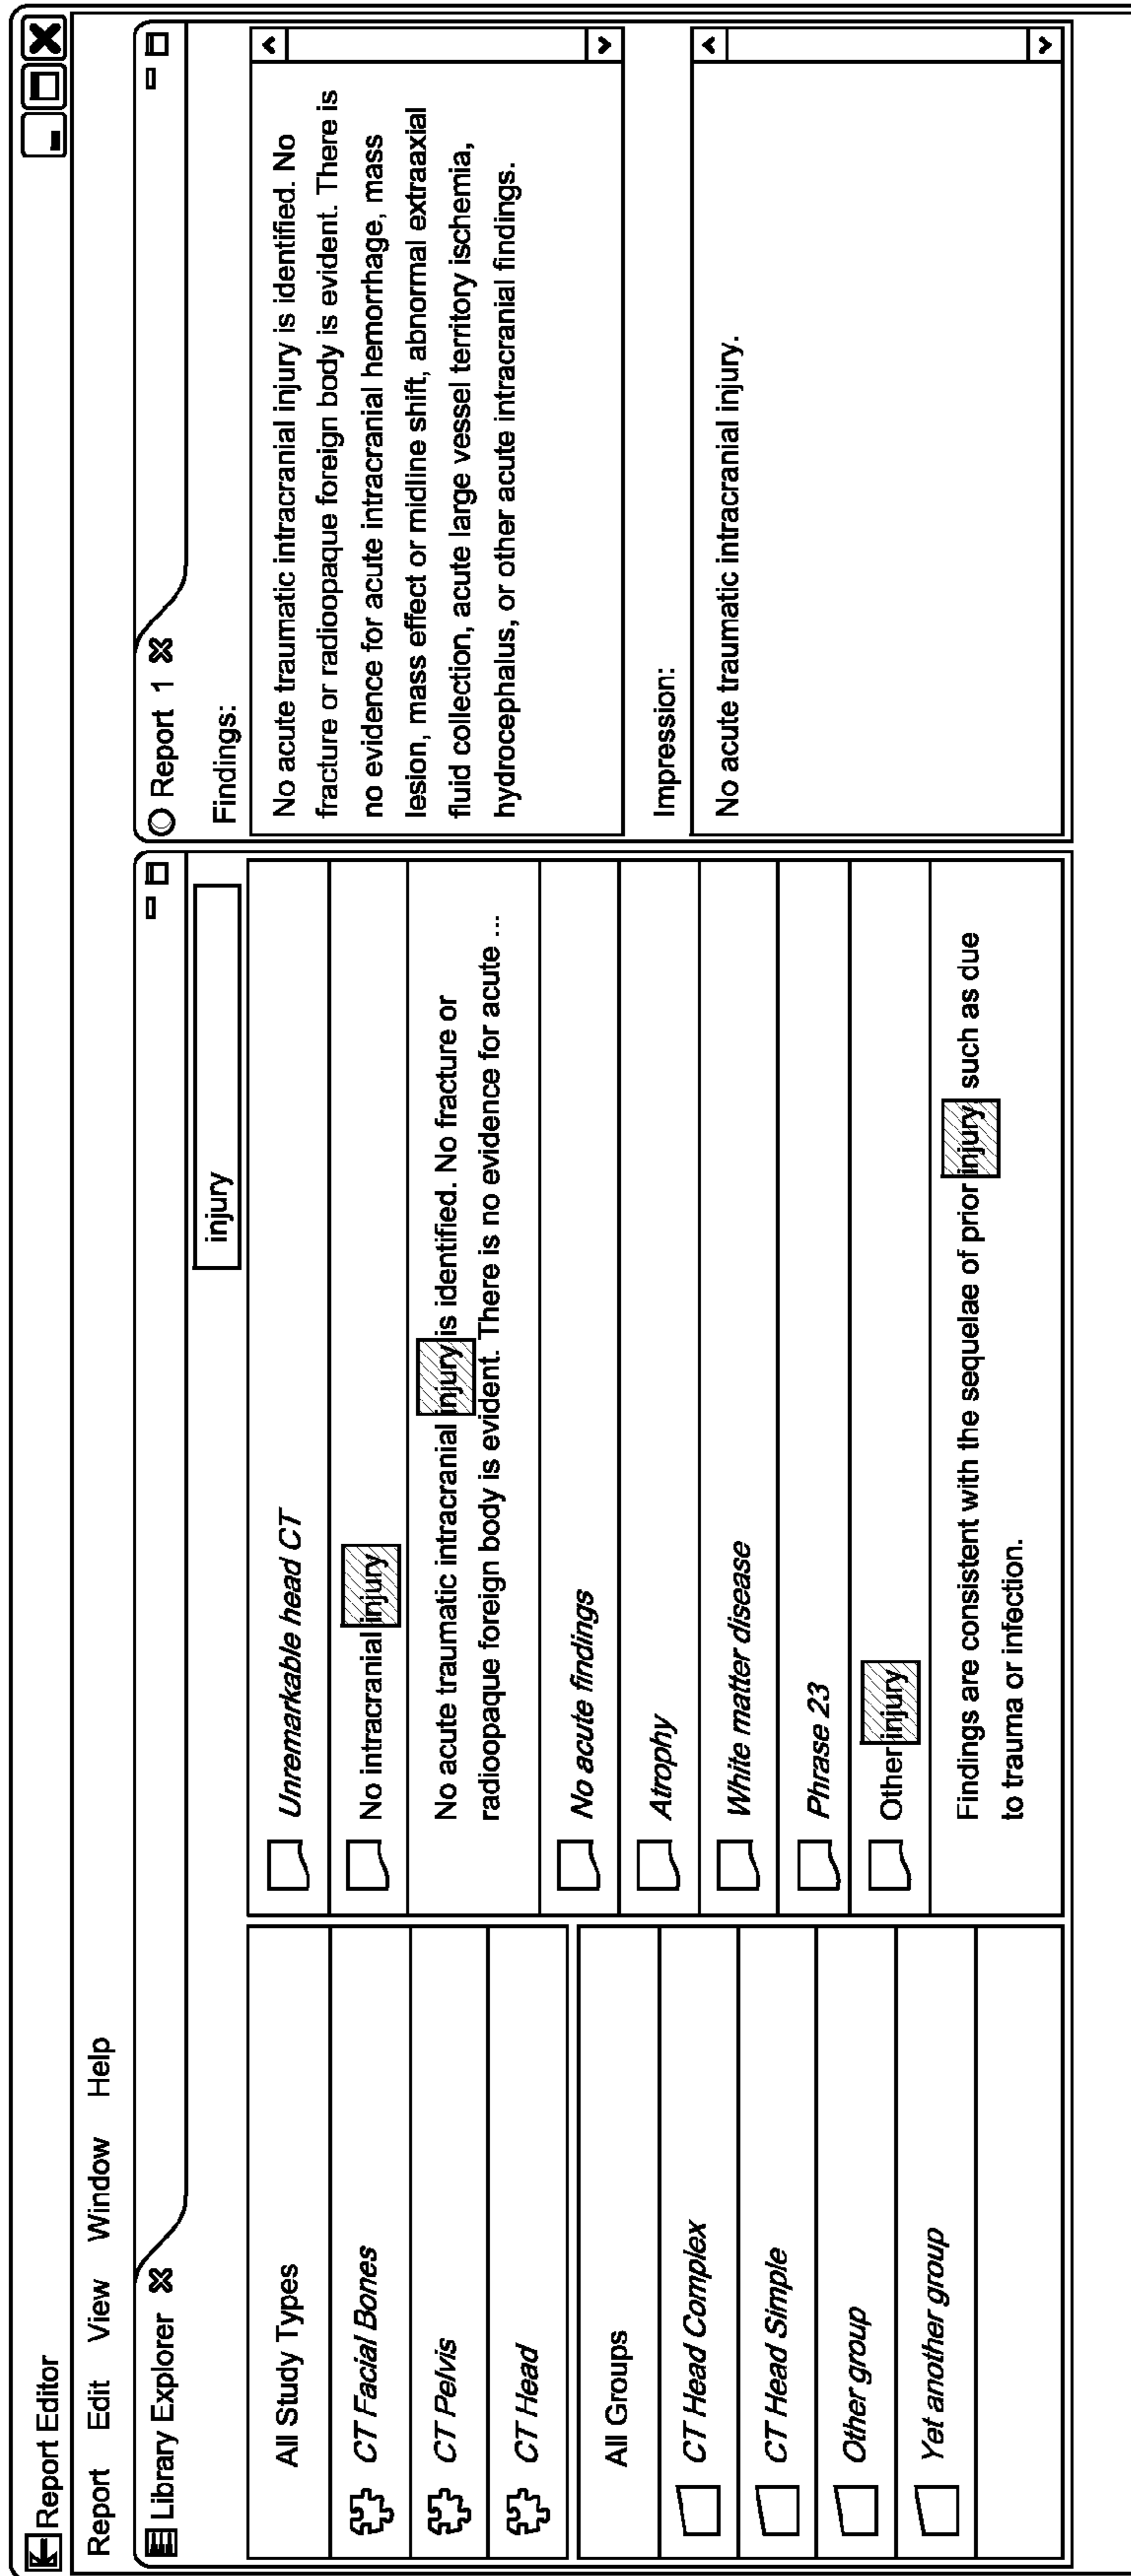 Report Editor
Report Edit View Window Help
Library Explorer
injury
All Study Types
CT Facial Bones
CT Pelvis
CT Head
All Groups
CT Head Complex
CT Head Simple
Other group
Yet another group
Unremarkable head CT
No intracranial injury
No acute traumatic intracranial injury is identified. No fracture or
radioopaque foreign body is evident. There is no evidence for acute ...
No acute findings
Atrophy
White matter disease
Phrase 23
Other injury
Findings are consistent with the sequelae of prior injury such as due
to trauma or infection.
Report 1
Findings:
No acute traumatic intracranial injury is identified. No
fracture or radioopaque foreign body is evident. There is
no evidence for acute intracranial hemorrhage, mass
lesion, mass effect or midline shift, abnormal extraaxial
fluid collection, acute large vessel territory ischemia,
hydrocephalus, or other acute intracranial findings.
Impression:
No acute traumatic intracranial injury.